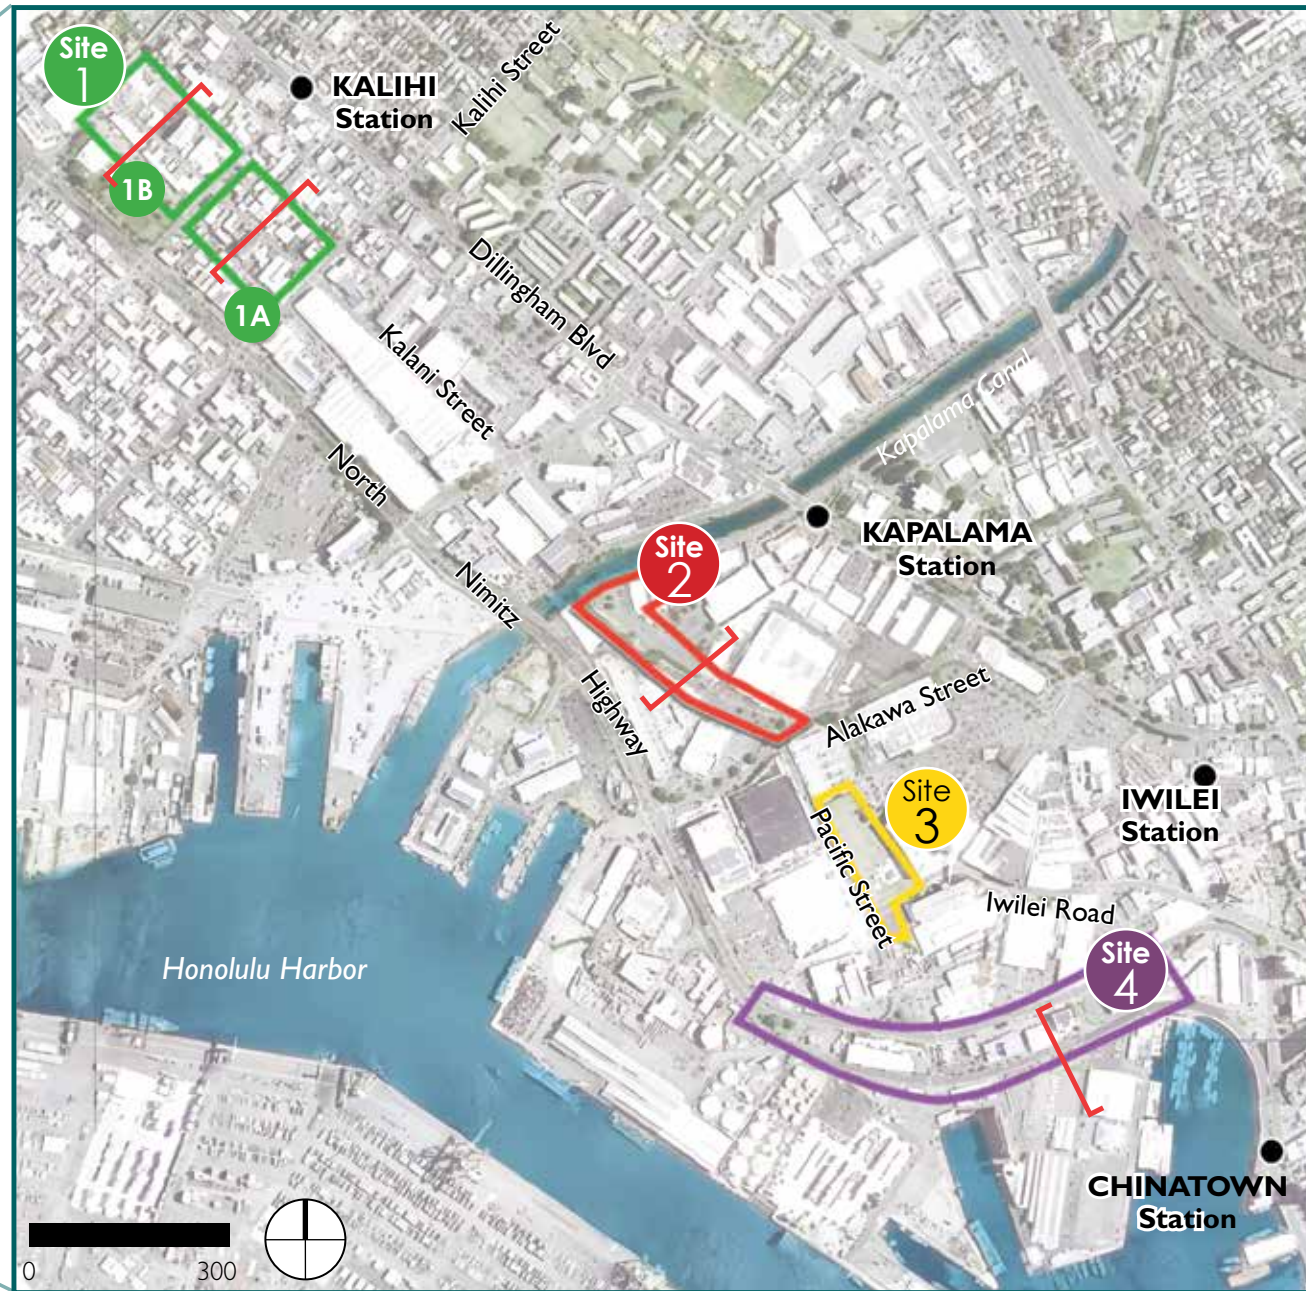 Site
1
KALIHI
Station
Kalihi Street
1B
1A
Dillingham Blvd
Kalani Street
Kapalama Canal
North
Nimitz
Highway
KAPALAMA
Station
Site
2
Alakawa Street
IWILEI
Station
Site
3
Pacific Street
Iwilei Road
Site
4
Honolulu Harbor
CHINATOWN
Station
0
300